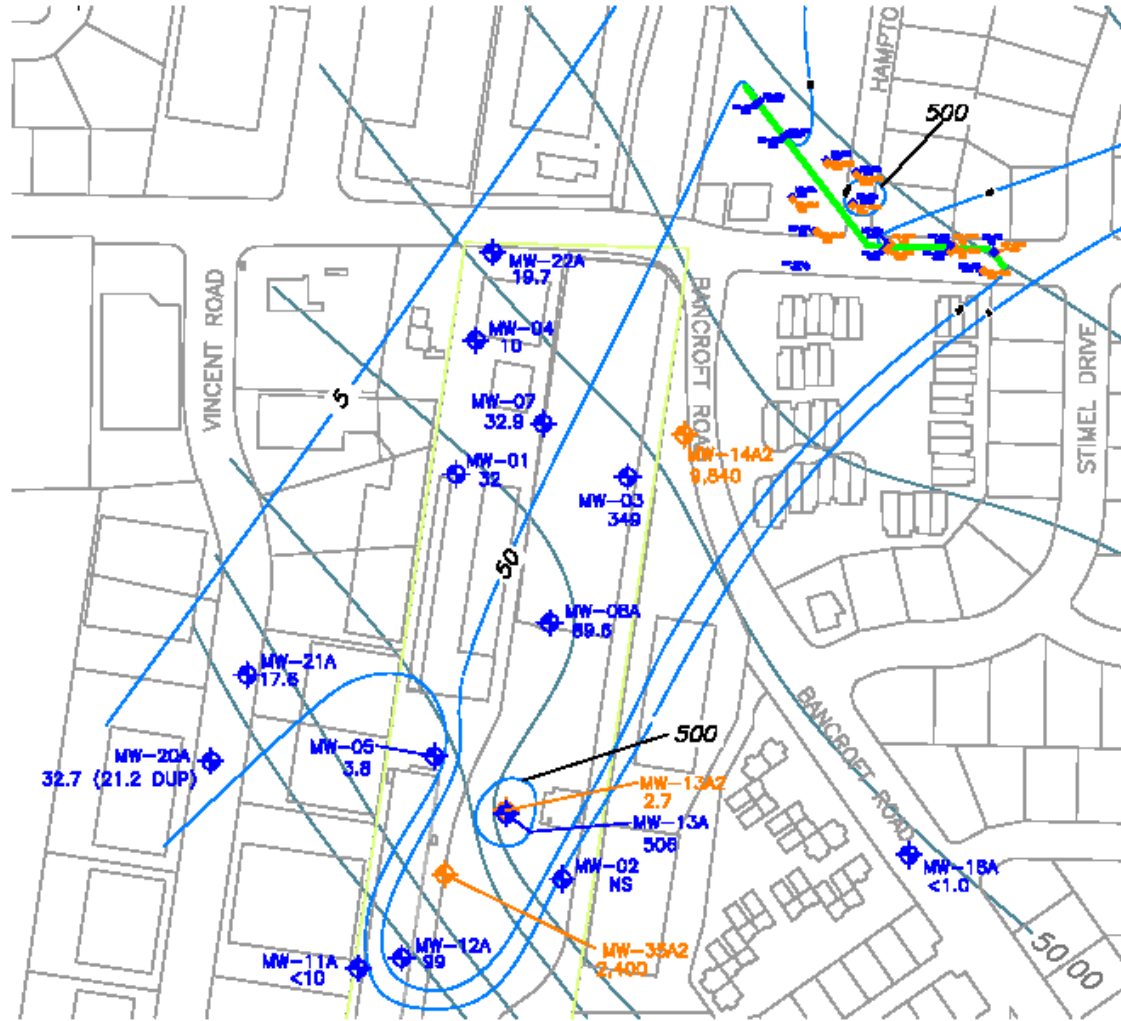 HAMPTO
500
MW-22A
19.7
VINCENT ROAD
BANCROFT ROAD
MW-04
10
STIMEL DRIVE
5
MW-07
32.9
MW-14A2
9,840
MW-01
32
MW-03
349
50
MW-08A
MW-21A
17.6
BANCROFT ROAD
MW-05
3.8
500
MW-20A
32.7 (21.2 DUP)
MW-13A2
2.7
MW-13A
506
MW-02
NS
MW-16A
<1.0
MW-12A
99
MW-11A
<10
MW-35A2
2,400
5000